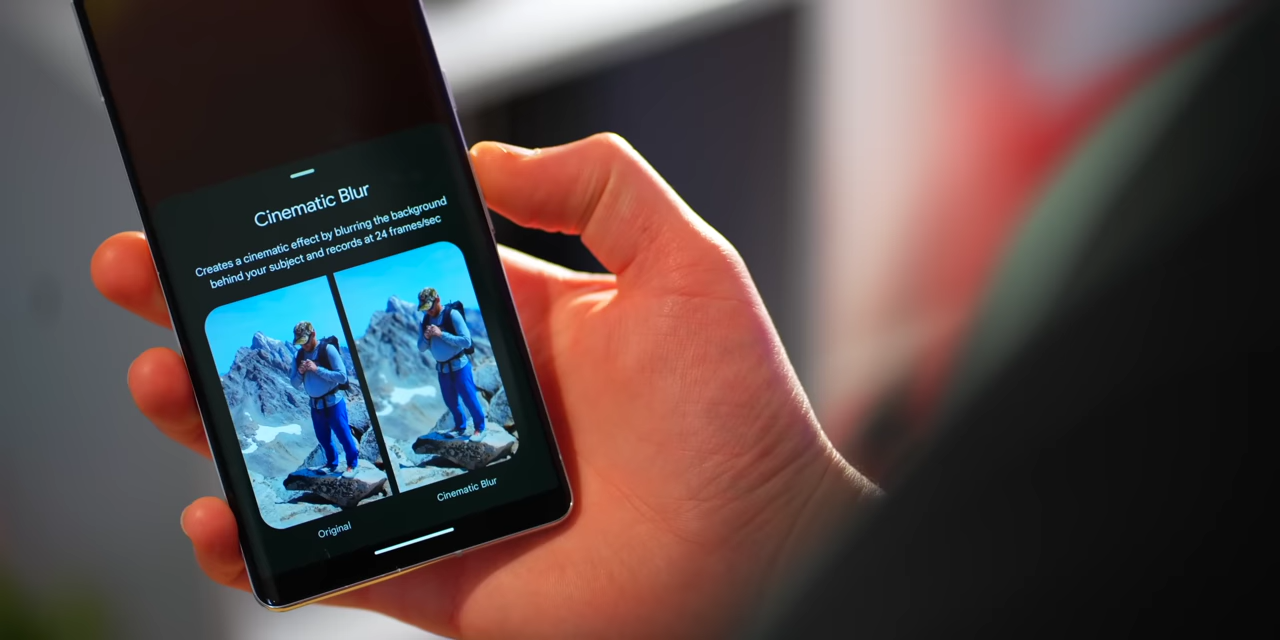 Cinematic Blur
Creates a cinematic effect by blurring the background
behind your subject and records at 24 frames/sec
Original
Cinematic Blur